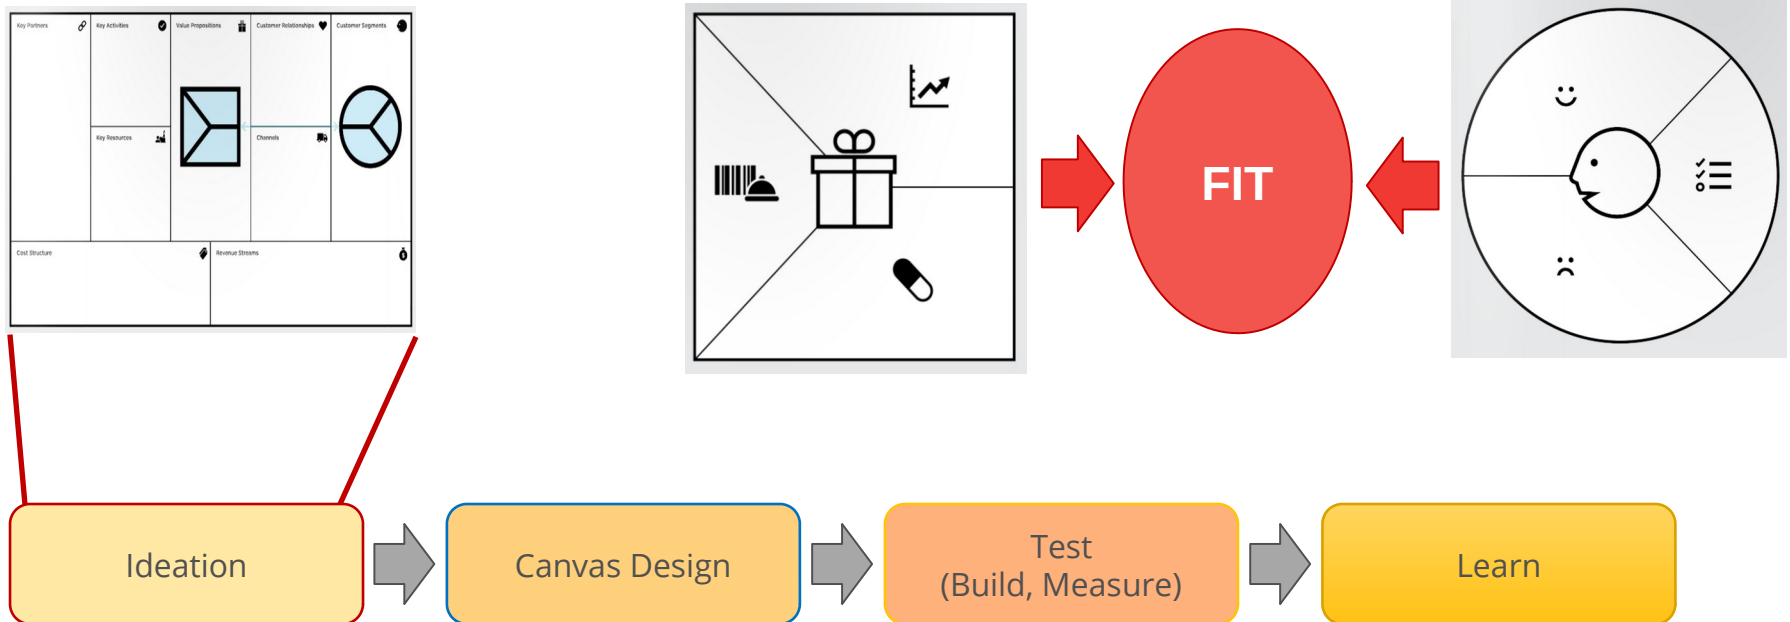 Key Partners
Key Activities
Value Propositions
Customer Relationships
Customer Segments
Key Resources
Channels
Cost Structure
Revenue Streams
FIT
Ideation
Canvas Design
Test
(Build, Measure)
Learn